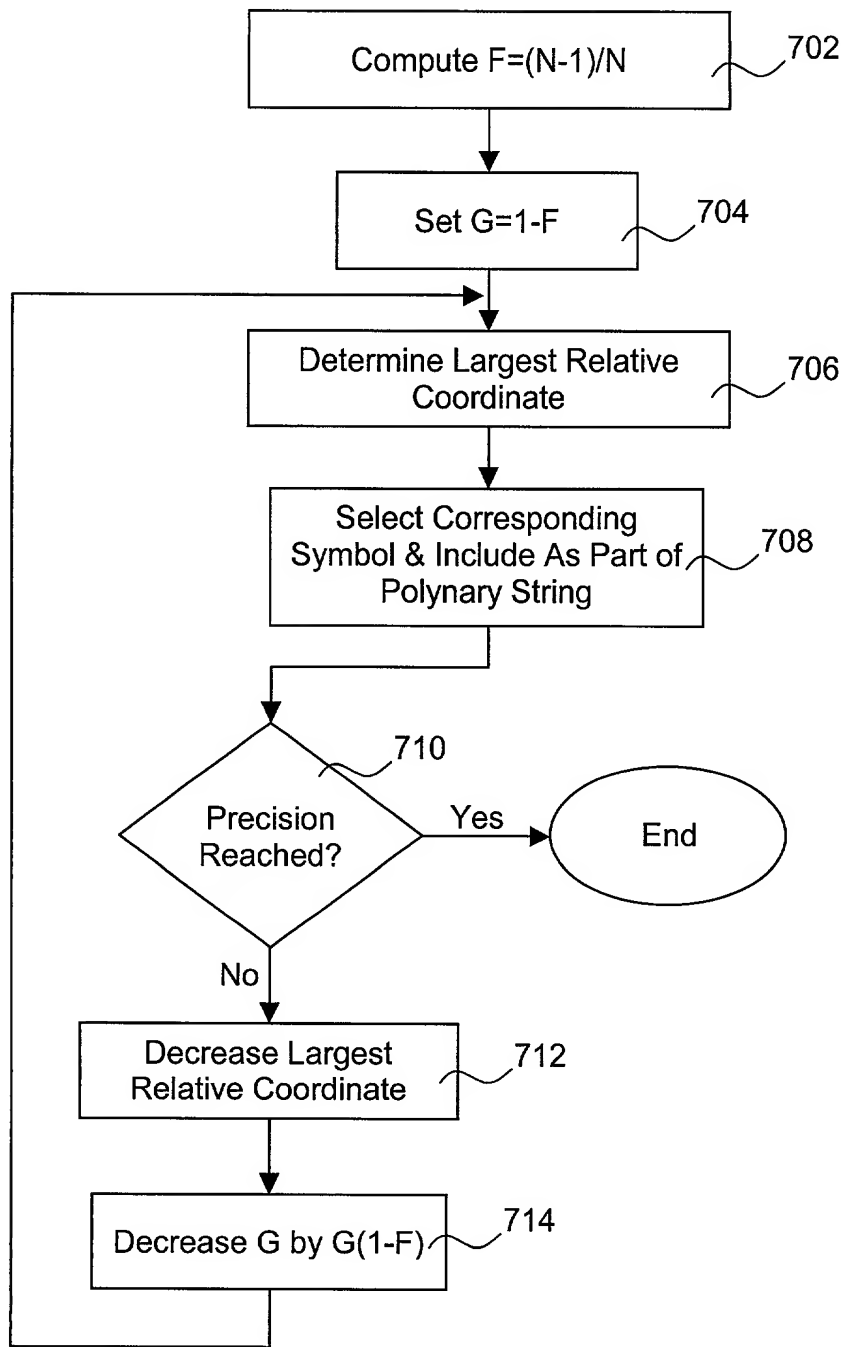 Compute F=(N-1)/N
702
Set G=1-F
704
Determine Largest Relative
Coordinate
706
Select Corresponding
Symbol & Include As Part of
Polynary String
708
710
Precision
Reached?
Yes
End
No
Decrease Largest
Relative Coordinate
712
Decrease G by G(1-F)
714